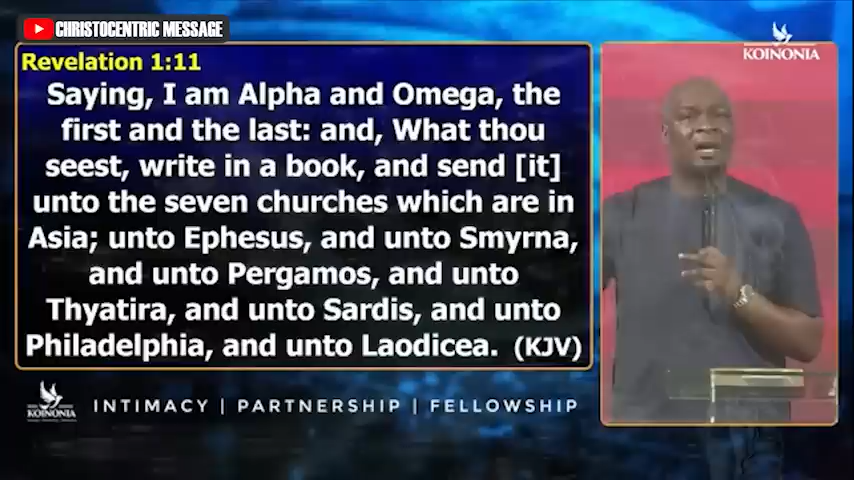 CHRISTOCENTRIC MESSAGE
KOINONIA
Revelation 1:11
Saying, I am Alpha and Omega, the
first and the last: and, What thou
seest, write in a book, and send [it]
unto the seven churches which are in
Asia; unto Ephesus, and unto Smyrna,
and unto Pergamos, and unto
Thyatira, and unto Sardis, and unto
Philadelphia, and unto Laodicea. (KJV)
KOINONIA
INTIMACY | PARTNERSHIP | FELLOWSHIP